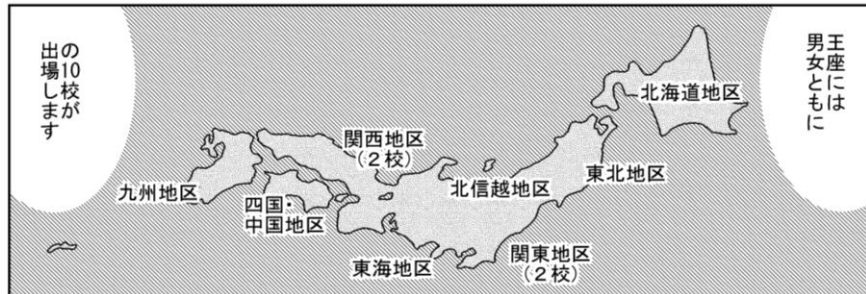 王座には
男女ともに
北海道地区
東北地区
北信越地区
関東地区
(2校)
東海地区
関西地区
(2校)
四国・
中国地区
九州地区
の10校が
出場します